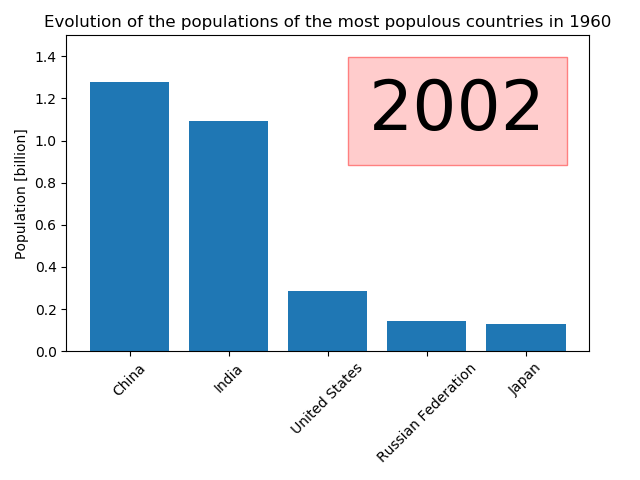 Evolution of the populations of the most populous countries in 1960
2002
Population [billion]
1.4
1.2
1.0
0.8
0.6
0.4
0.2
0.0
China
India
United States
Russian Federation
Japan